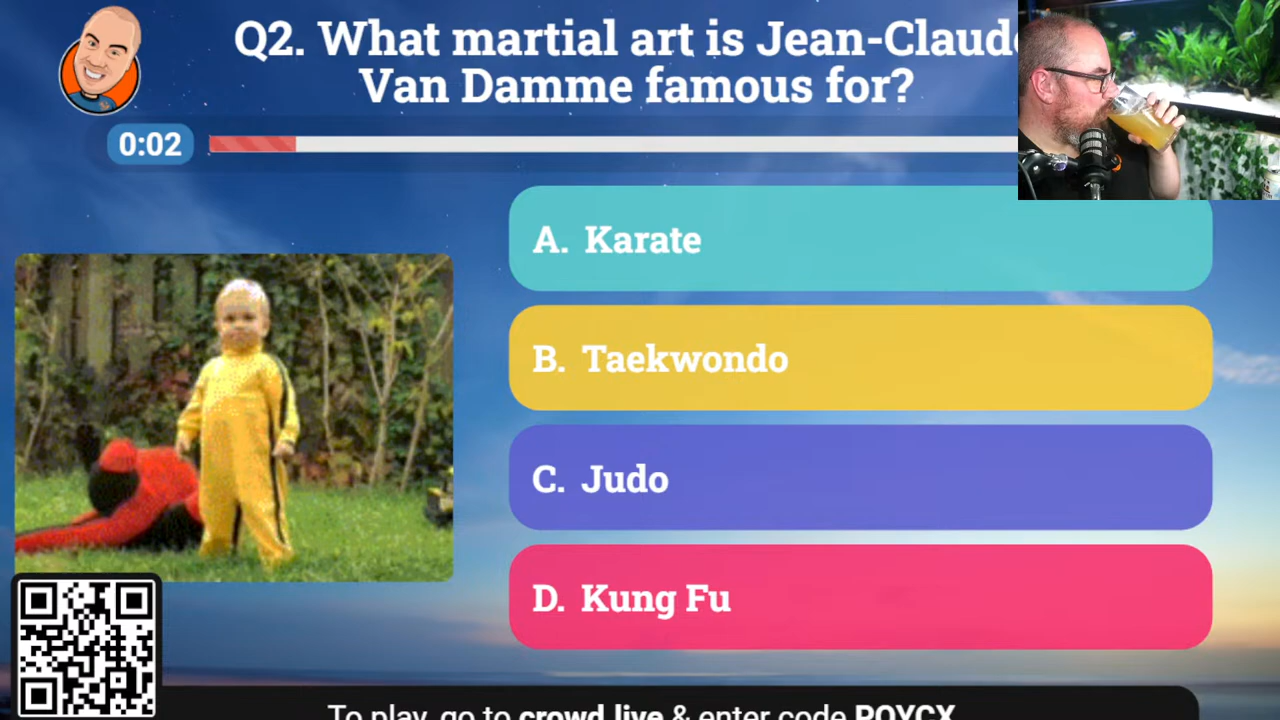 Q2. What martial art is Jean-Claude
Van Damme famous for?
0:02
A. Karate
B. Taekwondo
C. Judo
D. Kung Fu
To play, go to crowd.live & enter code POYCX